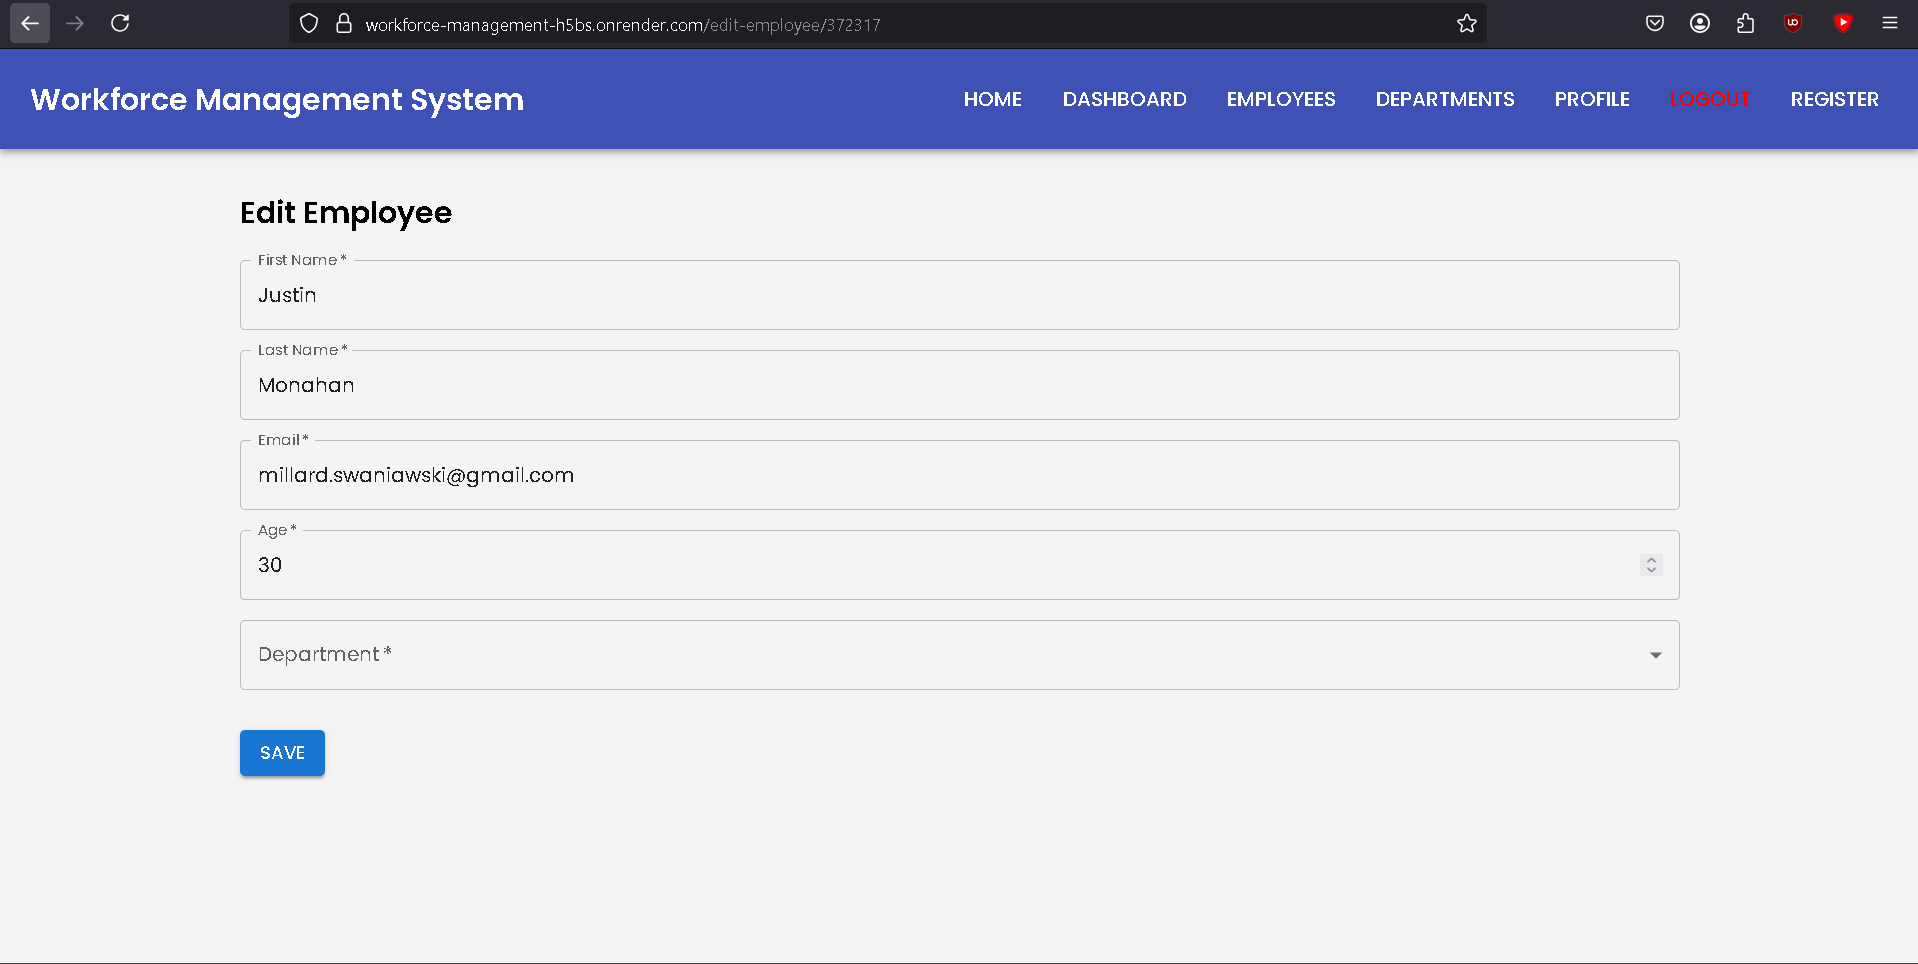 workforce-management-h5bs.onrender.com/edit-employee/372317
Workforce Management System
HOME DASHBOARD EMPLOYEES DEPARTMENTS PROFILE LOGOUT REGISTER
Edit Employee
First Name *
Justin
Last Name *
Monahan
Email *
millard.swaniawski@gmail.com
Age *
30
Department *
SAVE